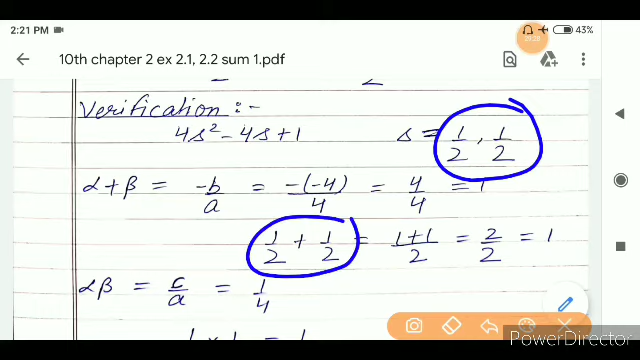 2:21 PM
43%
10th chapter 2 ex 2.1, 2.2 sum 1.pdf
Verification :-
4s² - 4s + 1 s = 1/2, 1/2
α + β = -b/a = -(-4)/4 = 4/4 = 1
1/2 + 1/2 = 1+1/2 = 2/2 = 1
αβ = c/a = 1/4
PowerDirector